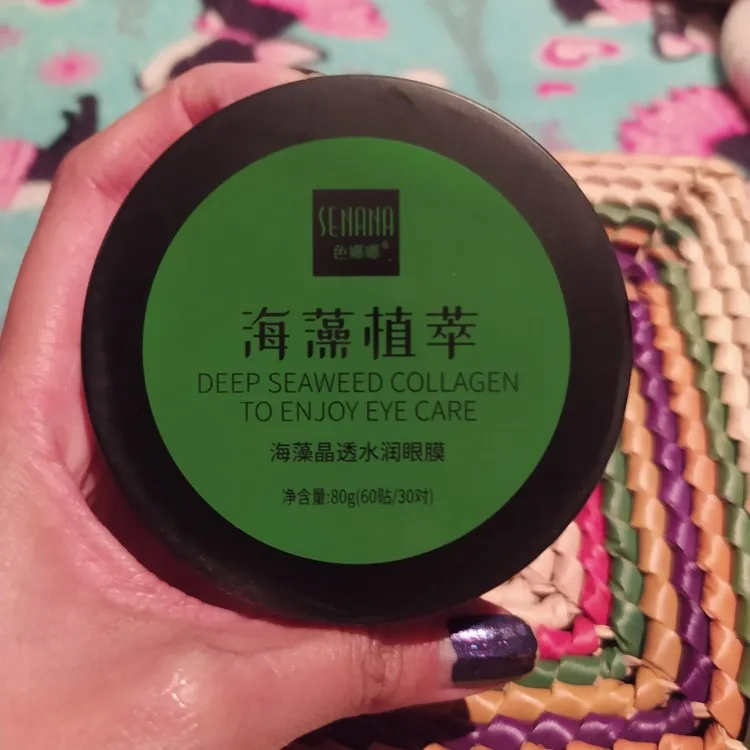 SENANA
色娜娜®
海藻植萃
DEEP SEAWEED COLLAGEN
TO ENJOY EYE CARE
海藻晶透水润眼膜
净含量:80g(60贴/30对)